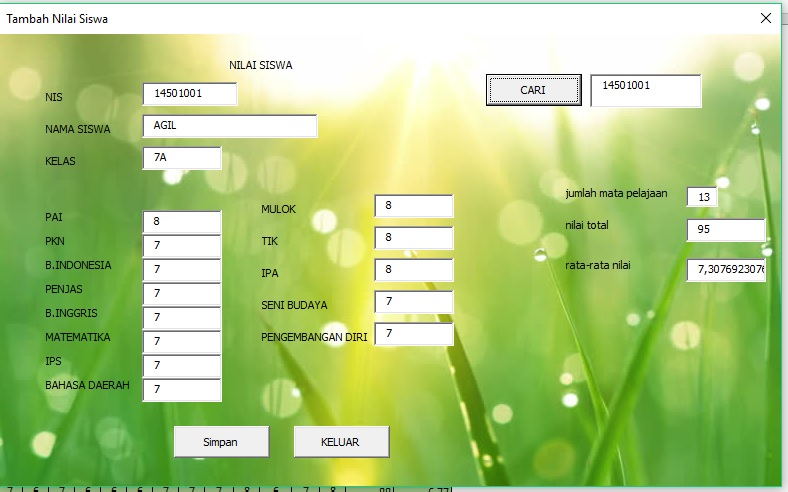 Tambah Nilai Siswa
NILAI SISWA
NIS 14501001
CARI 14501001
NAMA SISWA AGIL
KELAS 7A
PAI 8
PKN 7
B.INDONESIA 7
PENJAS 7
B.INGGRIS 7
MATEMATIKA 7
IPS 7
BAHASA DAERAH 7
MULOK 8
TIK 8
IPA 8
SENI BUDAYA 7
PENGEMBANGAN DIRI 7
jumlah mata pelajaan 13
nilai total 95
rata-rata nilai 7,3076923076
Simpan KELUAR